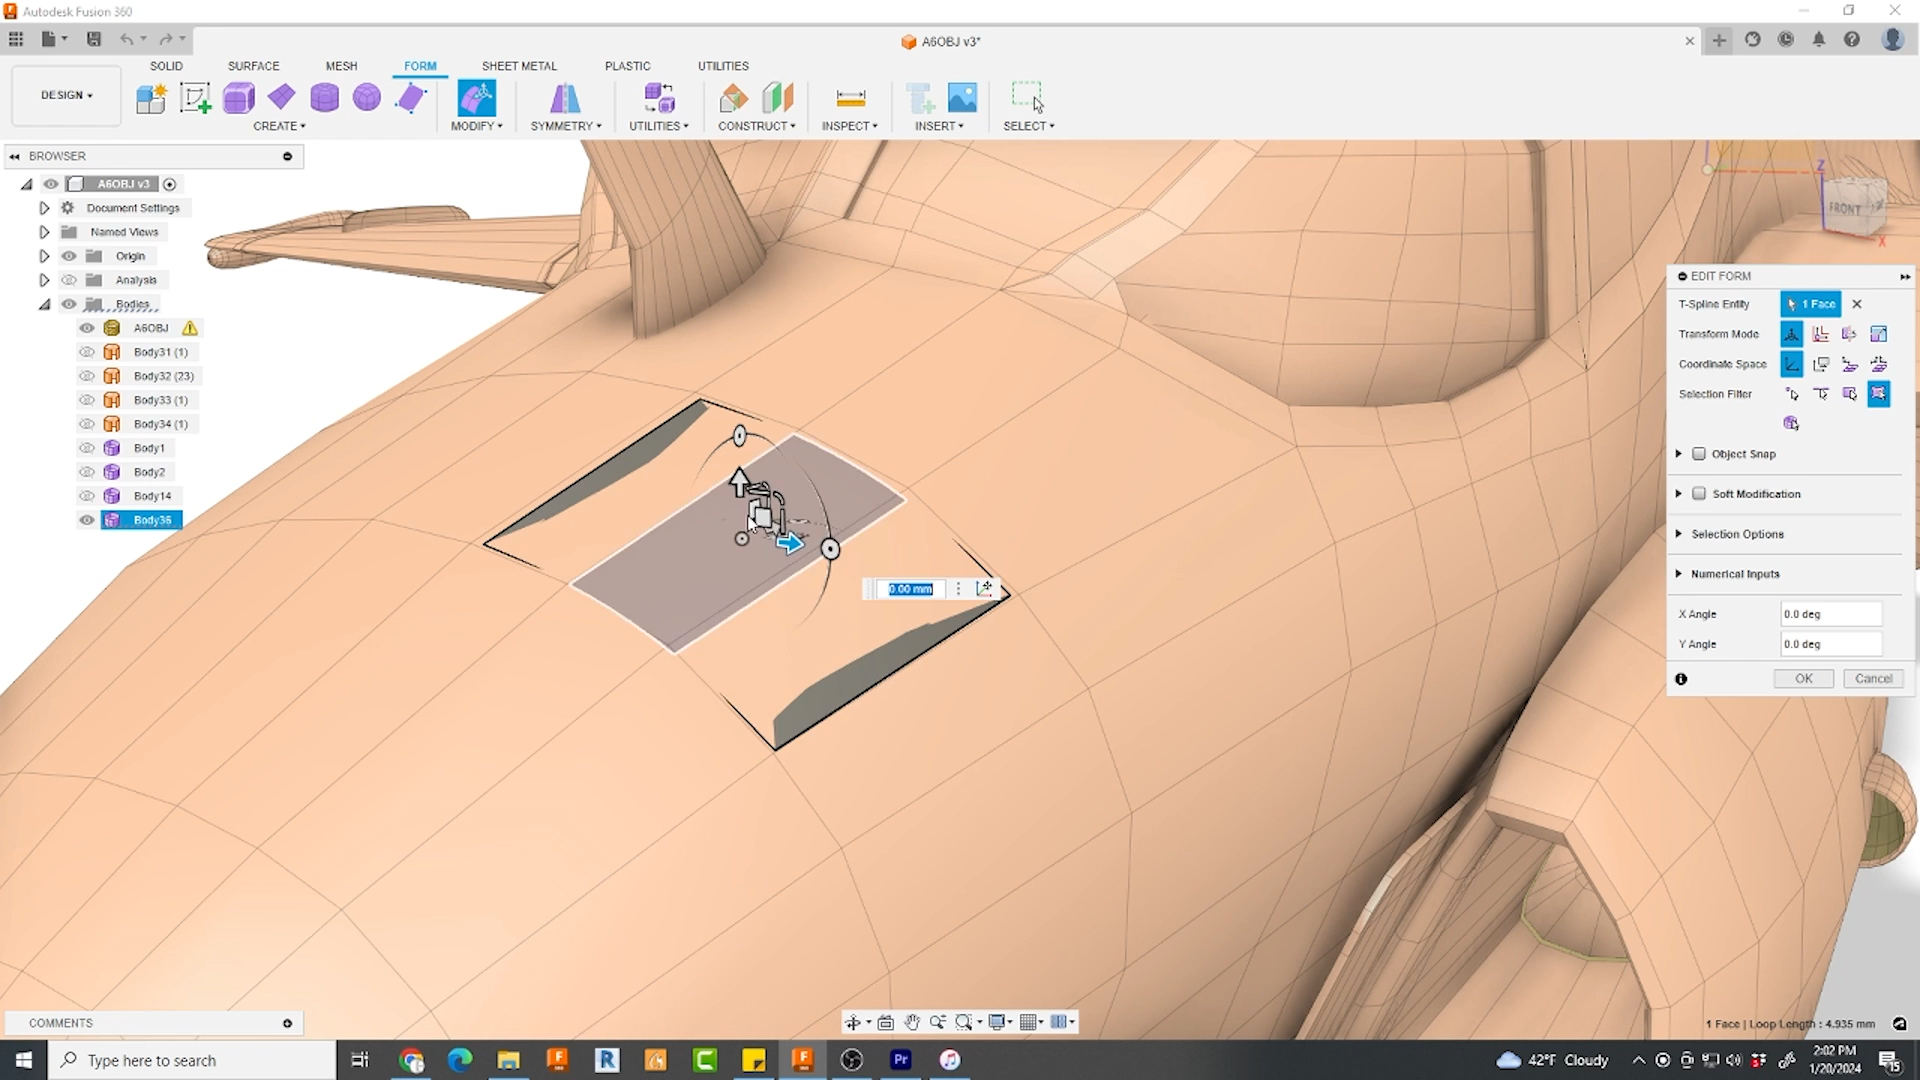 Autodesk Fusion 360
A6OBJ v3*
DESIGN
SOLID SURFACE MESH FORM SHEET METAL PLASTIC UTILITIES
CREATE MODIFY SYMMETRY UTILITIES CONSTRUCT INSPECT INSERT SELECT
BROWSER
A6OBJ v3
Document Settings
Named Views
Origin
Analysis
Bodies
A6OBJ
Body31 (1)
Body32 (23)
Body33 (1)
Body34 (1)
Body1
Body2
Body14
Body36
Z
FRONT
X
EDIT FORM
T-Spline Entity 1 Face
Transform Mode
Coordinate Space
Selection Filter
Object Snap
Soft Modification
Selection Options
Numerical Inputs
X Angle 0.0 deg
Y Angle 0.0 deg
OK Cancel
0.00 mm
COMMENTS
1 Face | Loop Length : 4.935 mm
Type here to search
R
C
F
Pr
42°F Cloudy
2:02 PM
1/20/2024
15